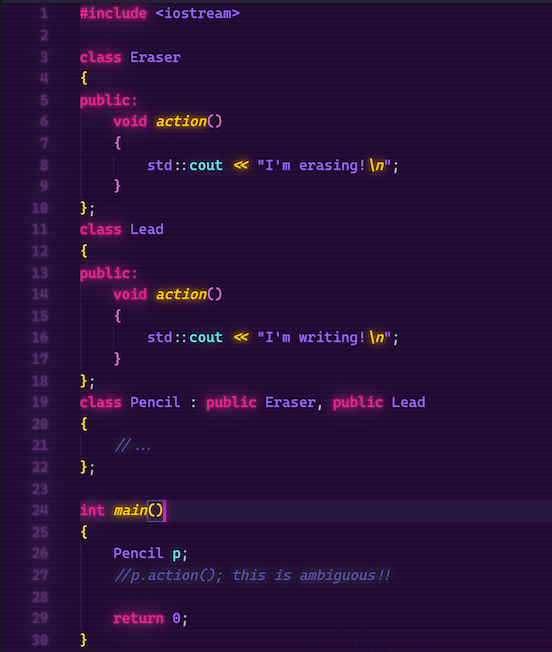 1 #include <iostream>
2
3 class Eraser
4 {
5 public:
6     void action()
7     {
8         std::cout << "I'm erasing!\n";
9     }
10 };
11 class Lead
12 {
13 public:
14     void action()
15     {
16         std::cout << "I'm writing!\n";
17     }
18 };
19 class Pencil : public Eraser, public Lead
20 {
21     //...
22 };
23
24 int main()
25 {
26     Pencil p;
27     //p.action(); this is ambiguous!!
28
29     return 0;
30 }